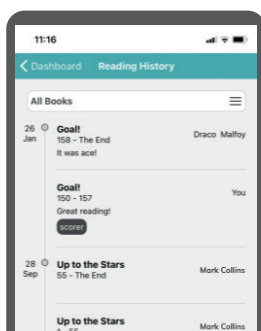 11:16
Dashboard Reading History
All Books
26 Jan Goal! Draco Malfoy
158 - The End
It was ace!
Goal! You
150 - 157
Great reading!
scorer
28 Sep Up to the Stars Mark Collins
55 - The End
Up to the Stars Mark Collins